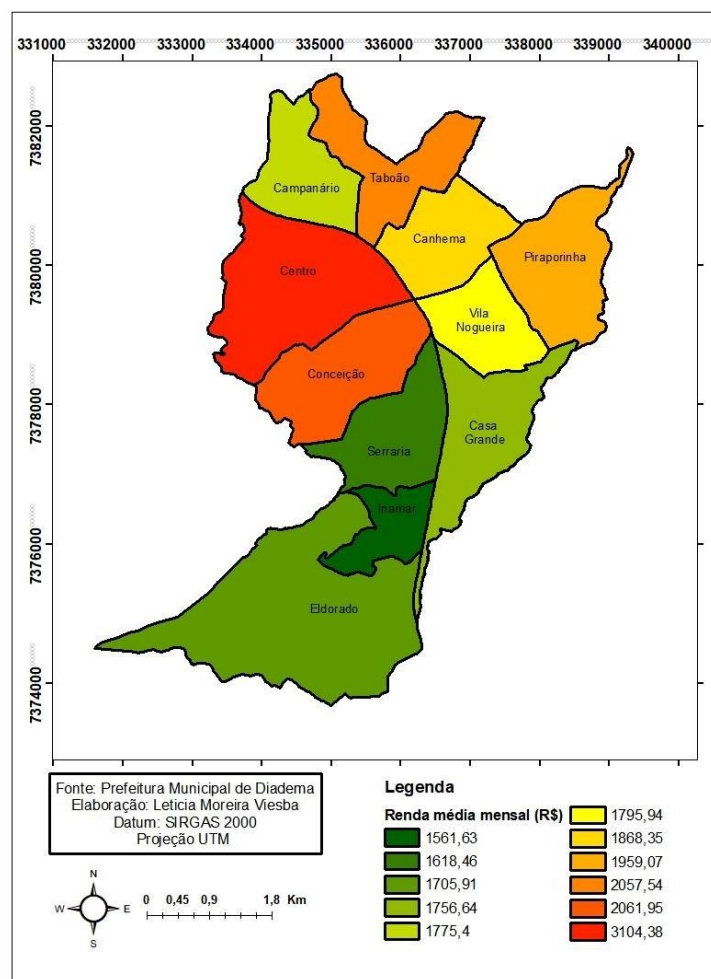 331000 332000 333000 334000 335000 336000 337000 338000 339000 340000
7382000
Campanário
Taboão
Canhema
Piraporinha
7380000
Centro
Vila
Nogueira
Conceição
7378000
Casa
Grande
Serraria
Inamar
7376000
Eldorado
7374000
Fonte: Prefeitura Municipal de Diadema
Elaboração: Leticia Moreira Viesba
Datum: SIRGAS 2000
Projeção UTM
N
W E
S
0 0,45 0,9 1,8 Km
Legenda
Renda média mensal (R$)
1561,63
1618,46
1705,91
1756,64
1775,4
1795,94
1868,35
1959,07
2057,54
2061,95
3104,38